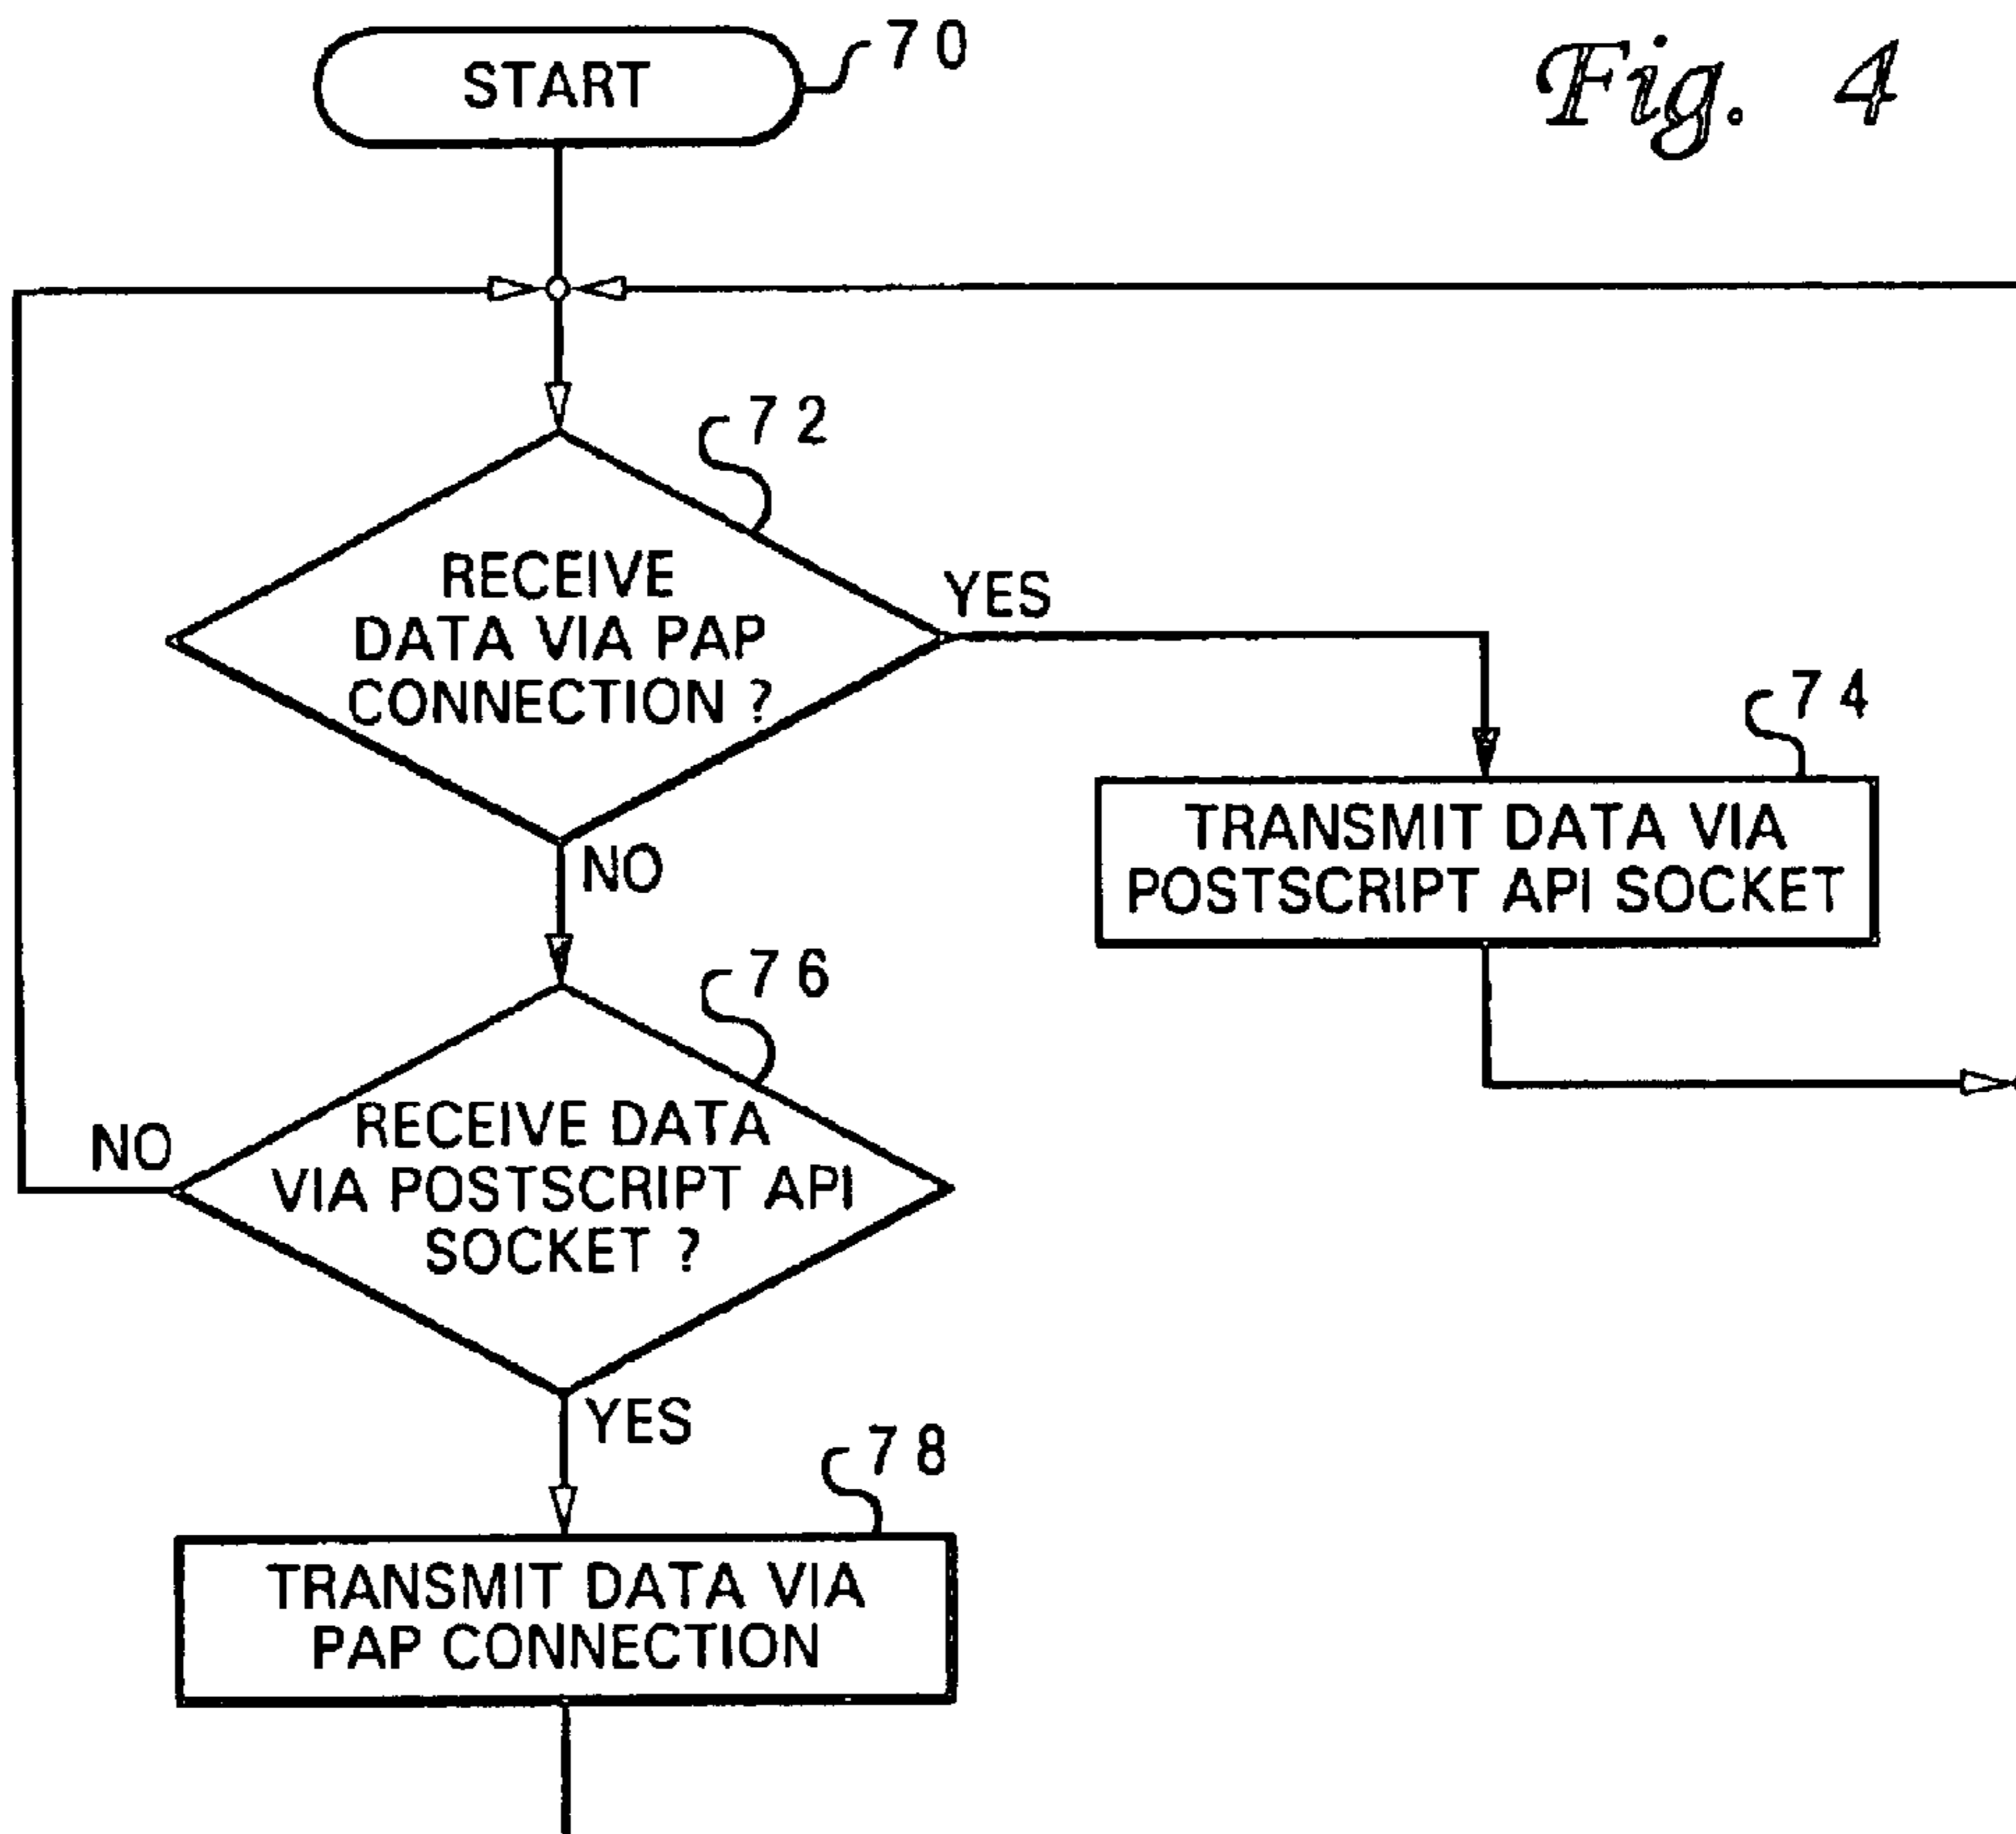 START
70
Fig. 4
72
RECEIVE
DATA VIA PAP
CONNECTION ?
YES
74
TRANSMIT DATA VIA
POSTSCRIPT API SOCKET
NO
76
RECEIVE DATA
VIA POSTSCRIPT API
SOCKET ?
NO
YES
78
TRANSMIT DATA VIA
PAP CONNECTION